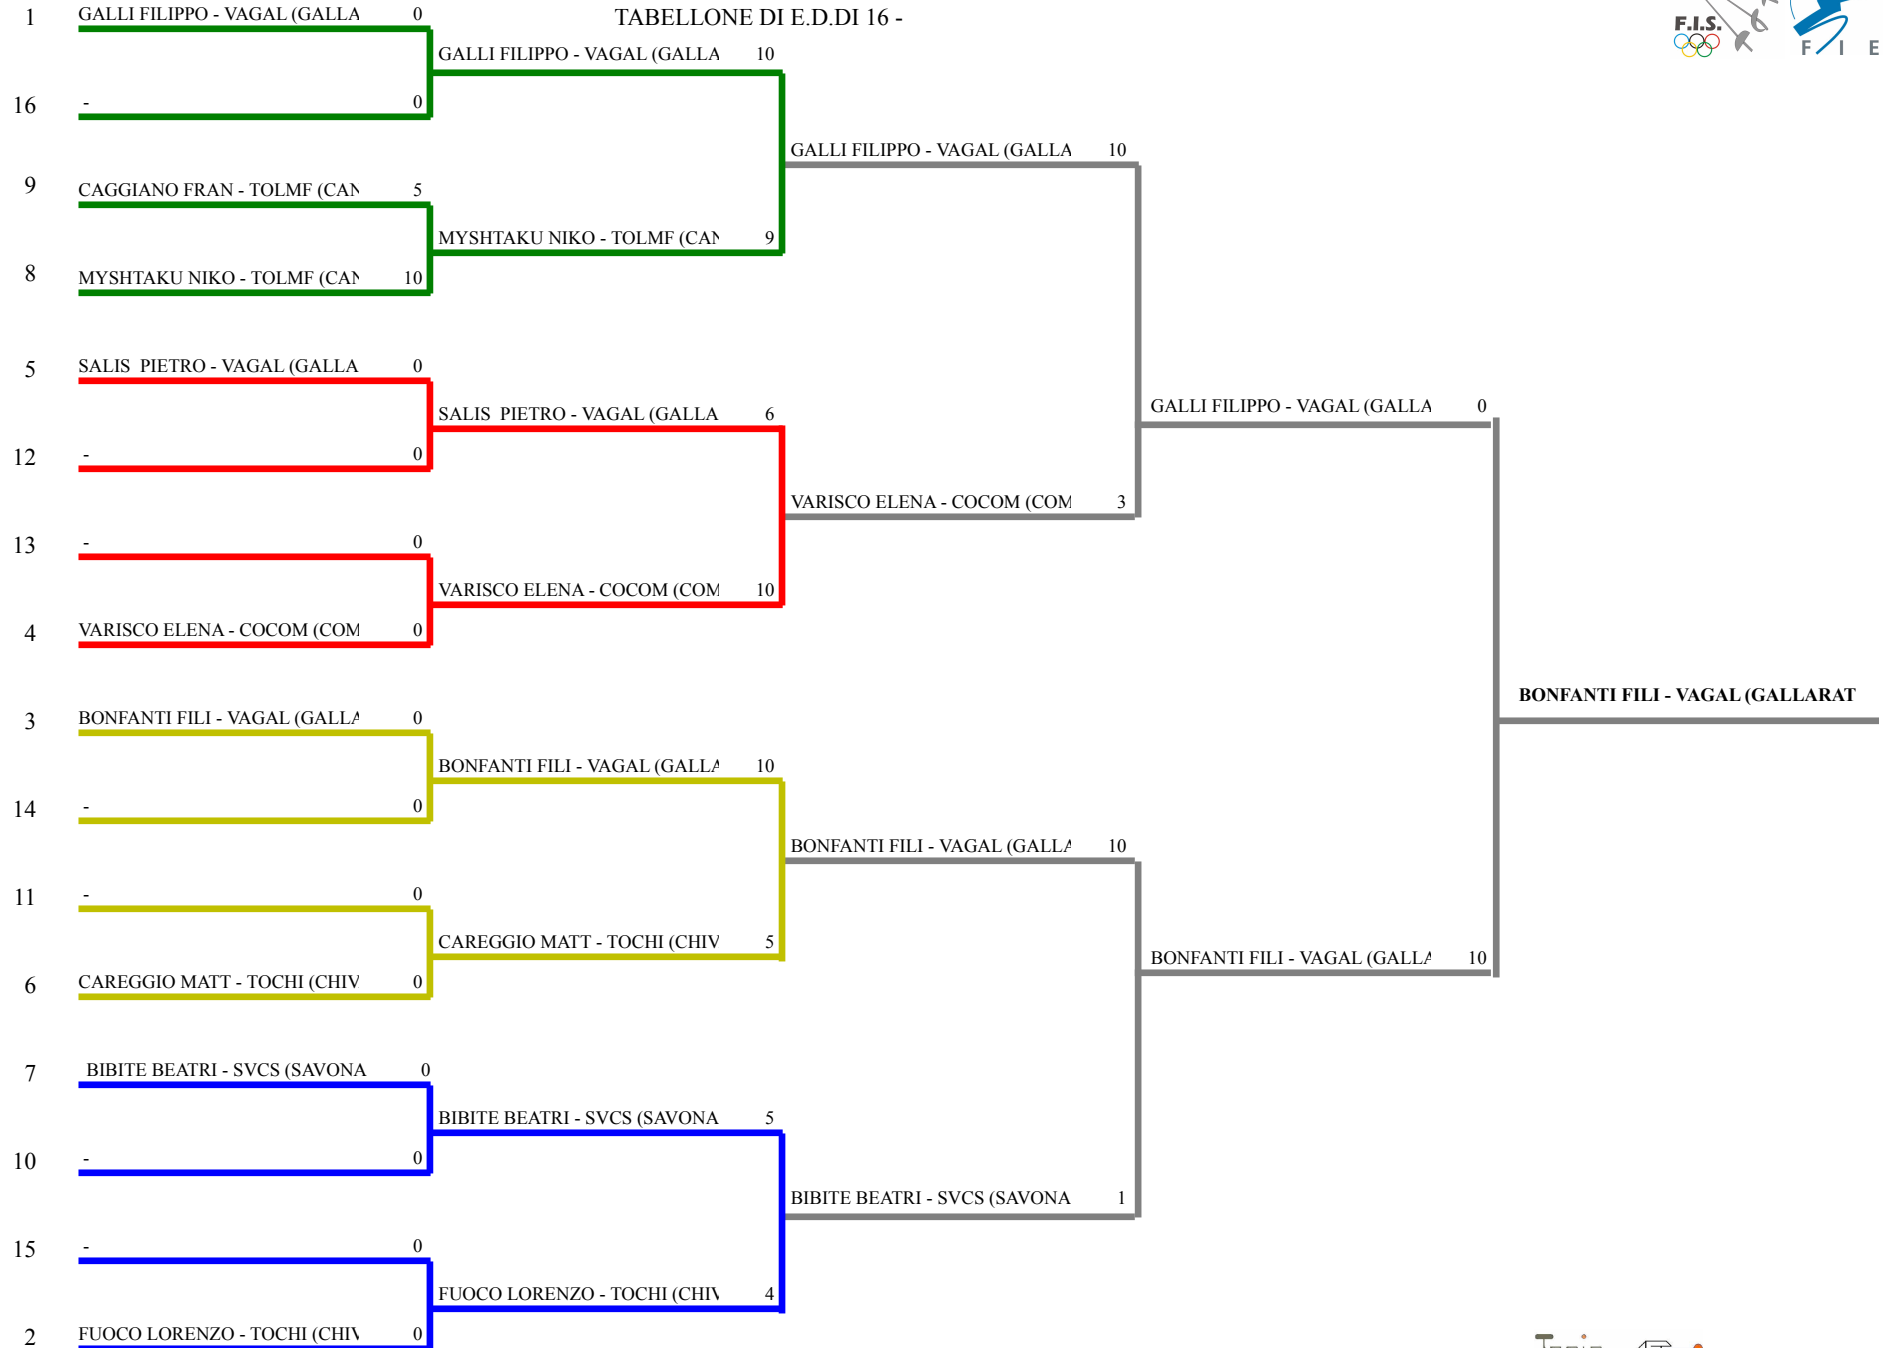 TABELLONE DI E.D.DI 16 -
F.I.S.
F I E
1 GALLI FILIPPO - VAGAL (GALLA 0
GALLI FILIPPO - VAGAL (GALLA 10
16 - 0
GALLI FILIPPO - VAGAL (GALLA 10
9 CAGGIANO FRAN - TOLMF (CAN 5
MYSHTAKU NIKO - TOLMF (CAN 9
8 MYSHTAKU NIKO - TOLMF (CAN 10
5 SALIS PIETRO - VAGAL (GALLA 0
GALLI FILIPPO - VAGAL (GALLA 0
SALIS PIETRO - VAGAL (GALLA 6
12 - 0
VARISCO ELENA - COCOM (COM 3
13 - 0
VARISCO ELENA - COCOM (COM 10
4 VARISCO ELENA - COCOM (COM 0
BONFANTI FILI - VAGAL (GALLARAT
3 BONFANTI FILI - VAGAL (GALLA 0
BONFANTI FILI - VAGAL (GALLA 10
14 - 0
BONFANTI FILI - VAGAL (GALLA 10
11 - 0
CAREGGIO MATT - TOCHI (CHIV 5
BONFANTI FILI - VAGAL (GALLA 10
6 CAREGGIO MATT - TOCHI (CHIV 0
7 BIBITE BEATRI - SVCS (SAVONA 0
BIBITE BEATRI - SVCS (SAVONA 5
10 - 0
BIBITE BEATRI - SVCS (SAVONA 1
15 - 0
FUOCO LORENZO - TOCHI (CHIV 4
2 FUOCO LORENZO - TOCHI (CHIV 0